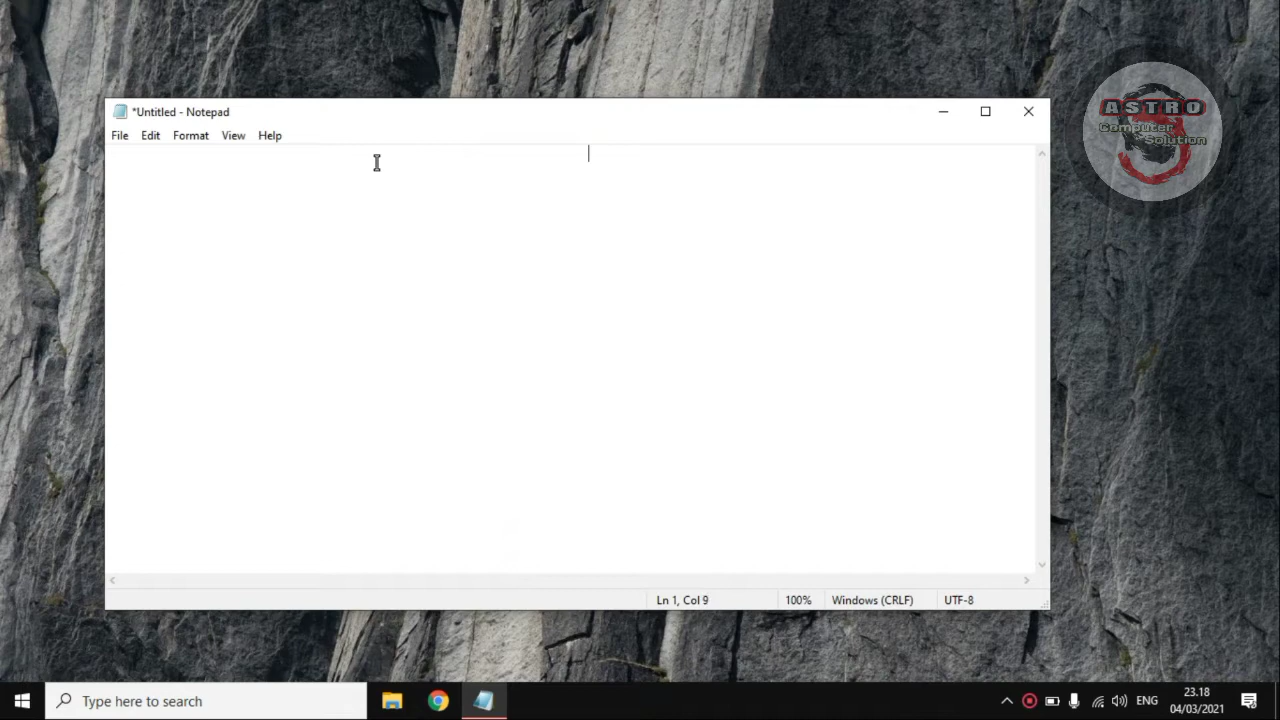 *Untitled - Notepad
File Edit Format View Help
ASTRO
Computer
Solution
Ln 1, Col 9 100% Windows (CRLF) UTF-8
Type here to search
ENG
23.18
04/03/2021